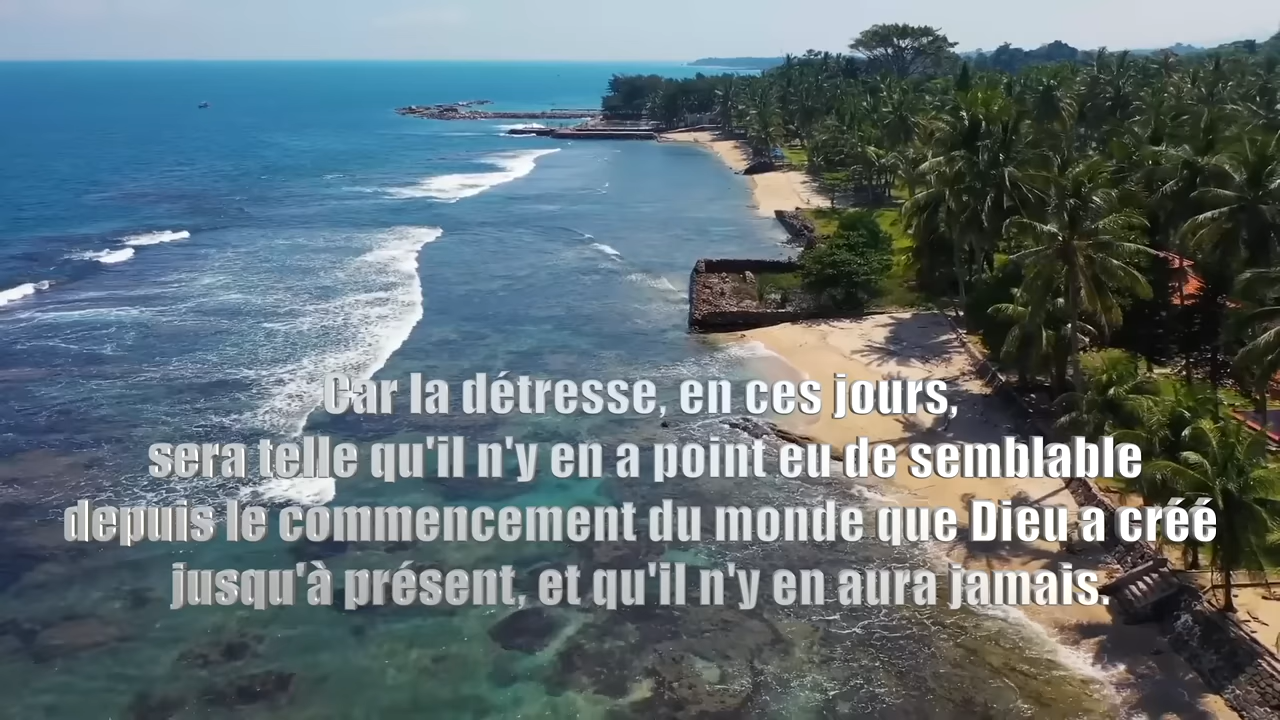 Car la détresse, en ces jours,
sera telle qu'il n'y en a point eu de semblable
depuis le commencement du monde que Dieu a créé
jusqu'à présent, et qu'il n'y en aura jamais.